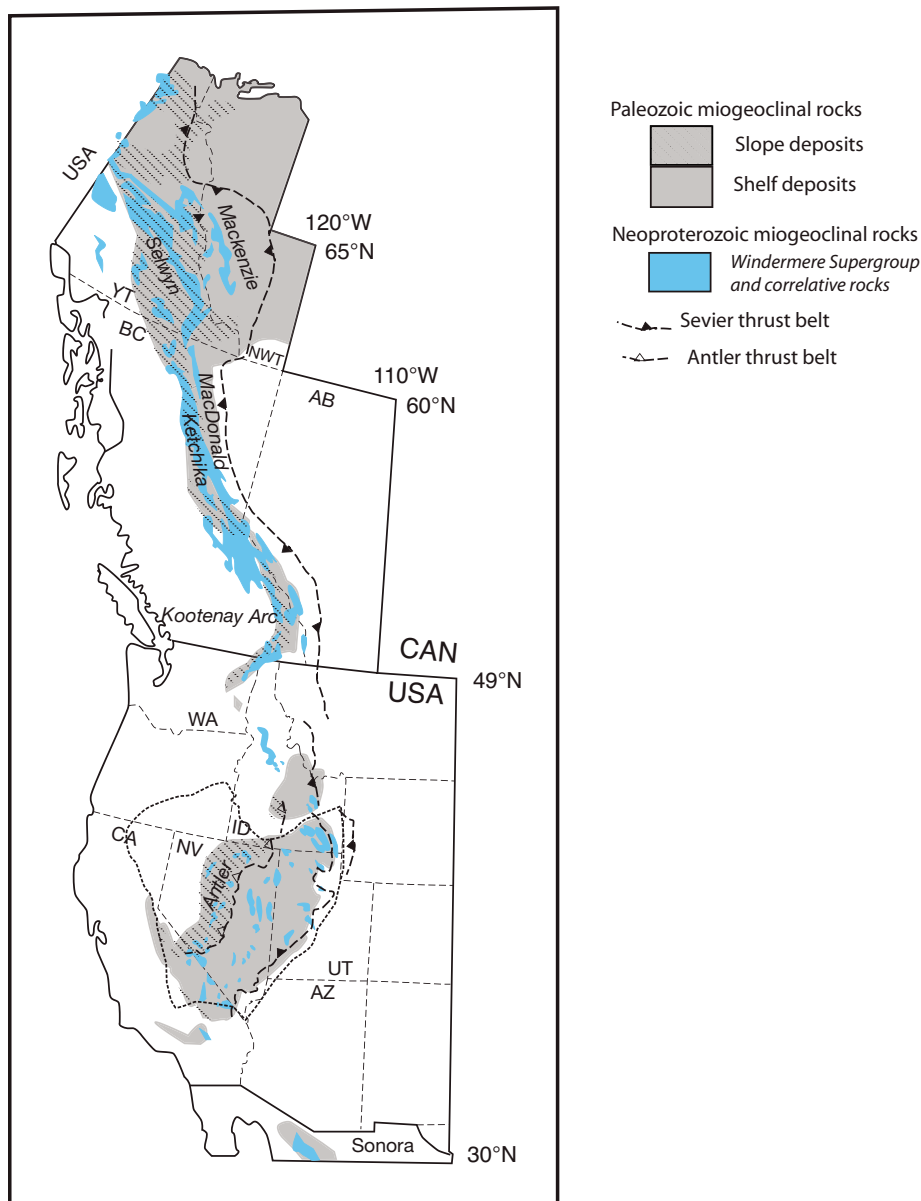 Paleozoic miogeoclinal rocks
Slope deposits
Shelf deposits
Neoproterozoic miogeoclinal rocks
Windermere Supergroup
and correlative rocks
Sevier thrust belt
Antler thrust belt
USA
120°W
65°N
Mackenzie
Selwyn
YT
BC
NWT
110°W
60°N
AB
MacDonald
Ketchika
Kootenay Arc
CAN
49°N
USA
WA
ID
CA
NV
Antler
UT
AZ
Sonora
30°N